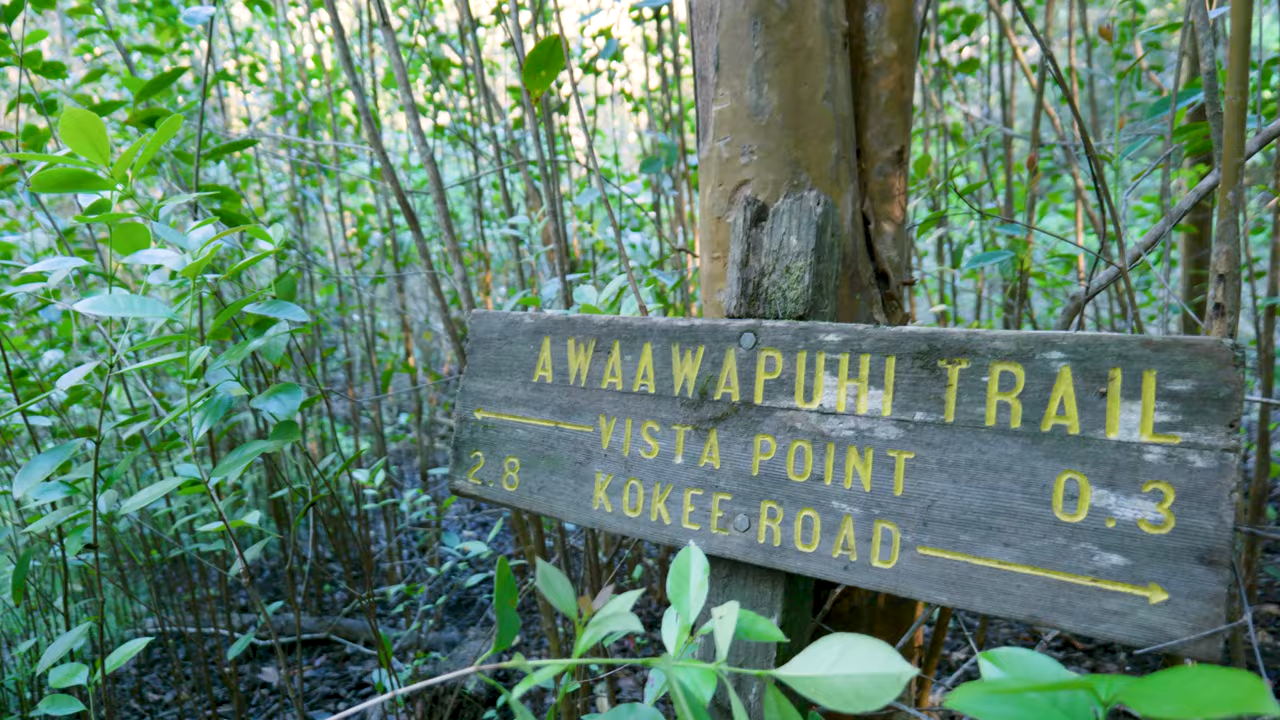 AWAAWAPUHI TRAIL
← VISTA POINT
2.8 0.3
KOKEE ROAD →